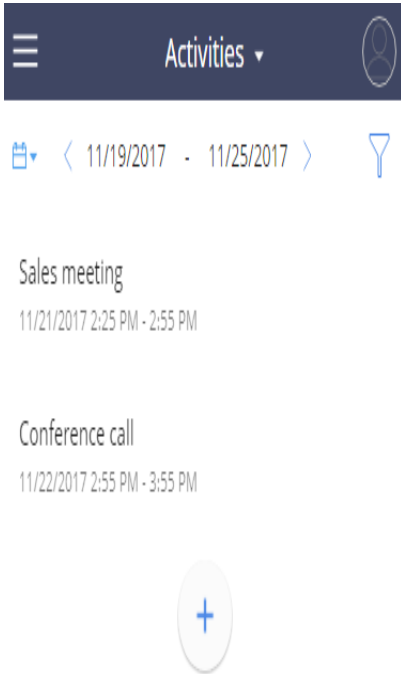 Activities
11/19/2017 - 11/25/2017
Sales meeting
11/21/2017 2:25 PM - 2:55 PM
Conference call
11/22/2017 2:55 PM - 3:55 PM
+